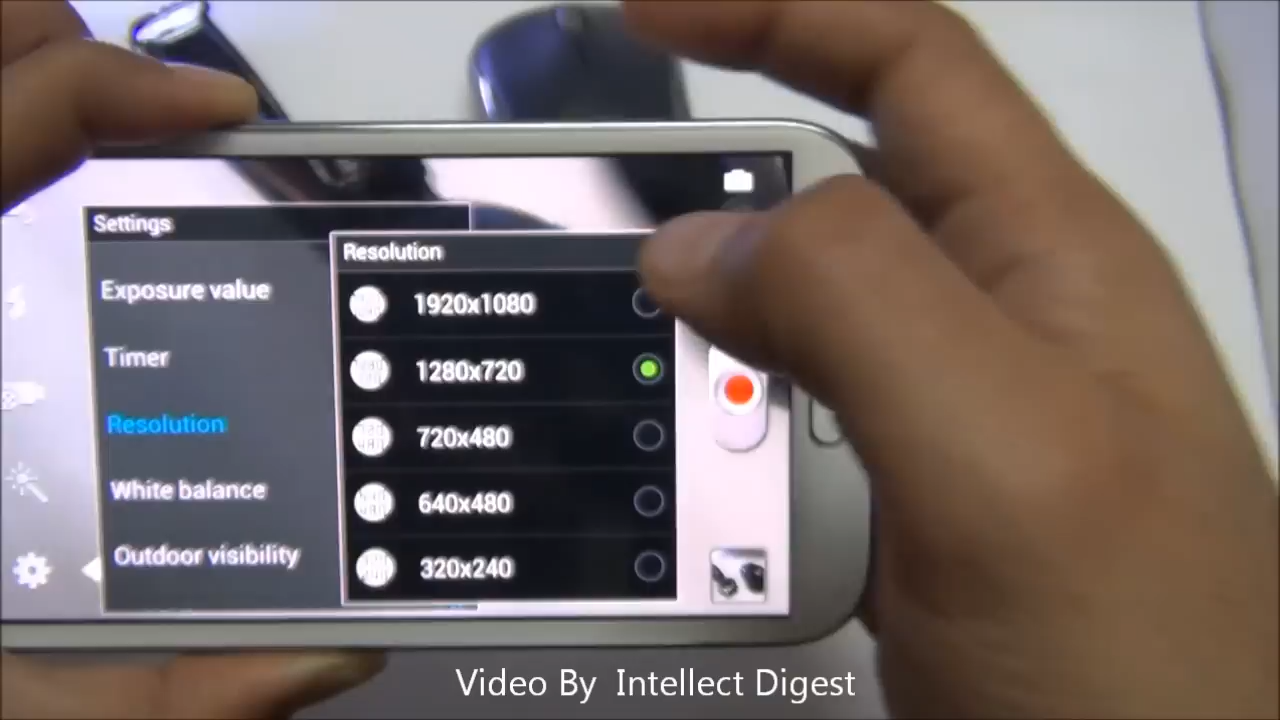 Settings
Exposure value
Timer
Resolution
White balance
Outdoor visibility
Resolution
1920x1080
1280x720
720x480
640x480
320x240
Video By Intellect Digest